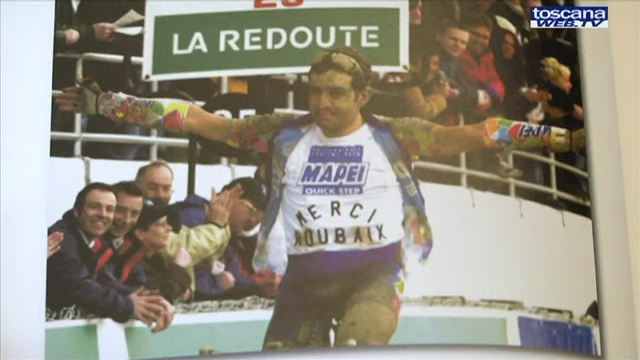 toscana
WEB.TV
LA REDOUTE
MAPEI
QUICK STEP
MERCI
ROUBAIX